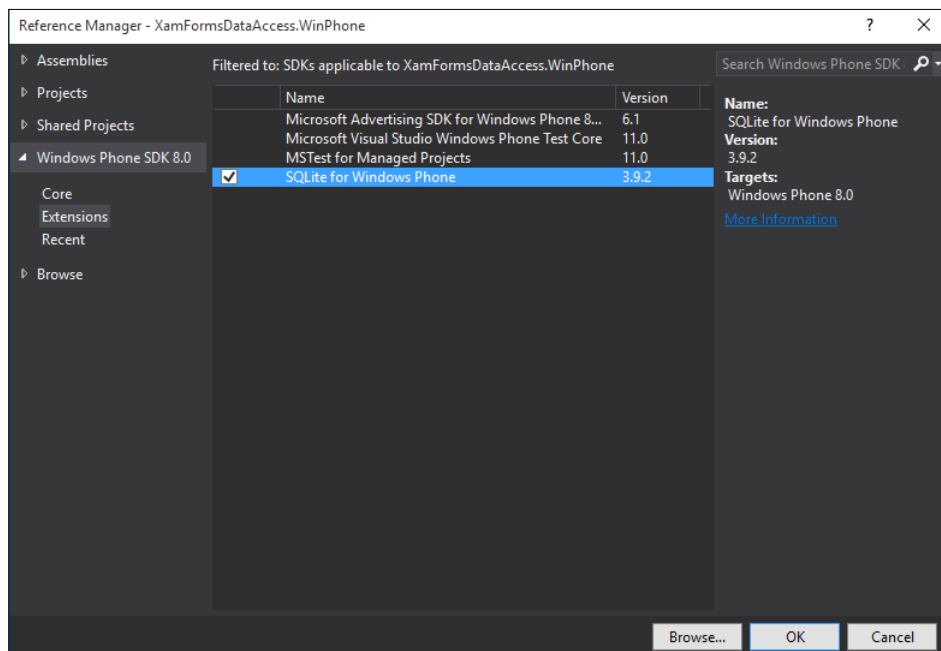 Reference Manager - XamFormsDataAccess.WinPhone
Assemblies
Projects
Shared Projects
Windows Phone SDK 8.0
Core
Extensions
Recent
Browse
Filtered to: SDKs applicable to XamFormsDataAccess.WinPhone
Name Version
Microsoft Advertising SDK for Windows Phone 8... 6.1
Microsoft Visual Studio Windows Phone Test Core 11.0
MSTest for Managed Projects 11.0
SQLite for Windows Phone 3.9.2
Search Windows Phone SDK
Name:
SQLite for Windows Phone
Version:
3.9.2
Targets:
Windows Phone 8.0
More Information
Browse... OK Cancel